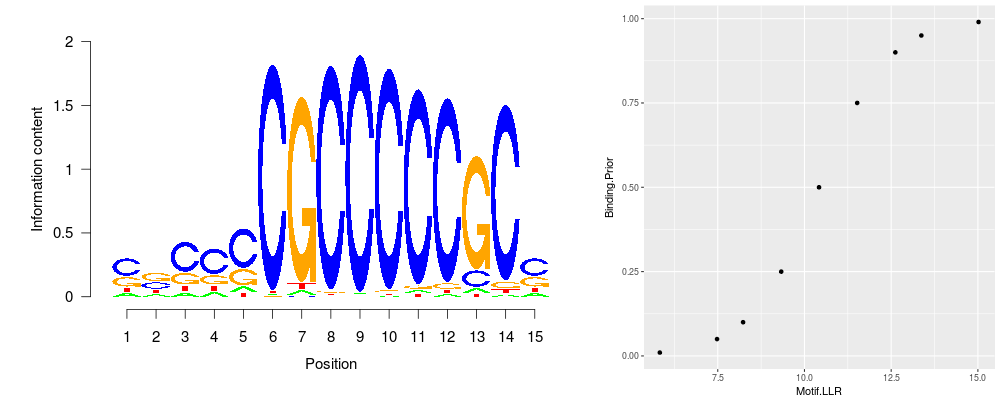 2
1.5
1
0.5
0
Information content
C C C C C C G C C C C C G C C
1 2 3 4 5 6 7 8 9 10 11 12 13 14 15
Position
1.00
0.75
0.50
0.25
0.00
Binding.Prior
7.5 10.0 12.5 15.0
Motif.LLR